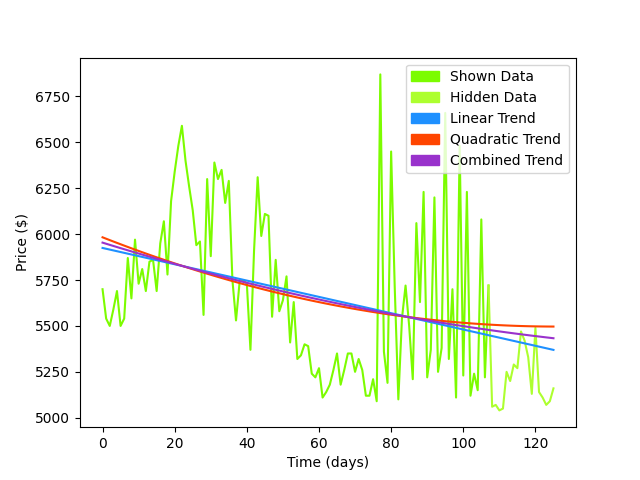 Shown Data
Hidden Data
Linear Trend
Quadratic Trend
Combined Trend
6750
6500
6250
6000
5750
5500
5250
5000
Price ($)
0 20 40 60 80 100 120
Time (days)